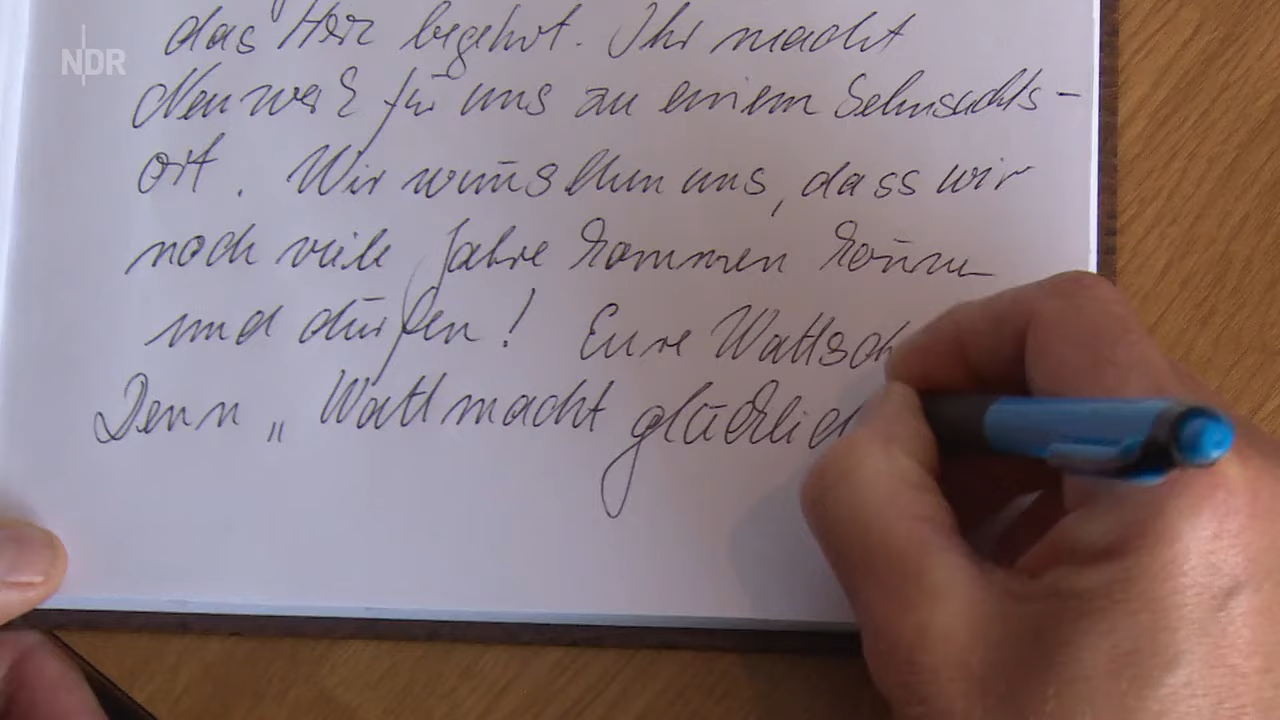 NDR
das Herz begehrt. Ihr macht
Neuwerk für uns zu einem Sehnsuchts-
ort. Wir wünschen uns, dass wir
noch viele Jahre kommen können
und dürfen! Eure Wattsch
Denn „Watt macht glücklich